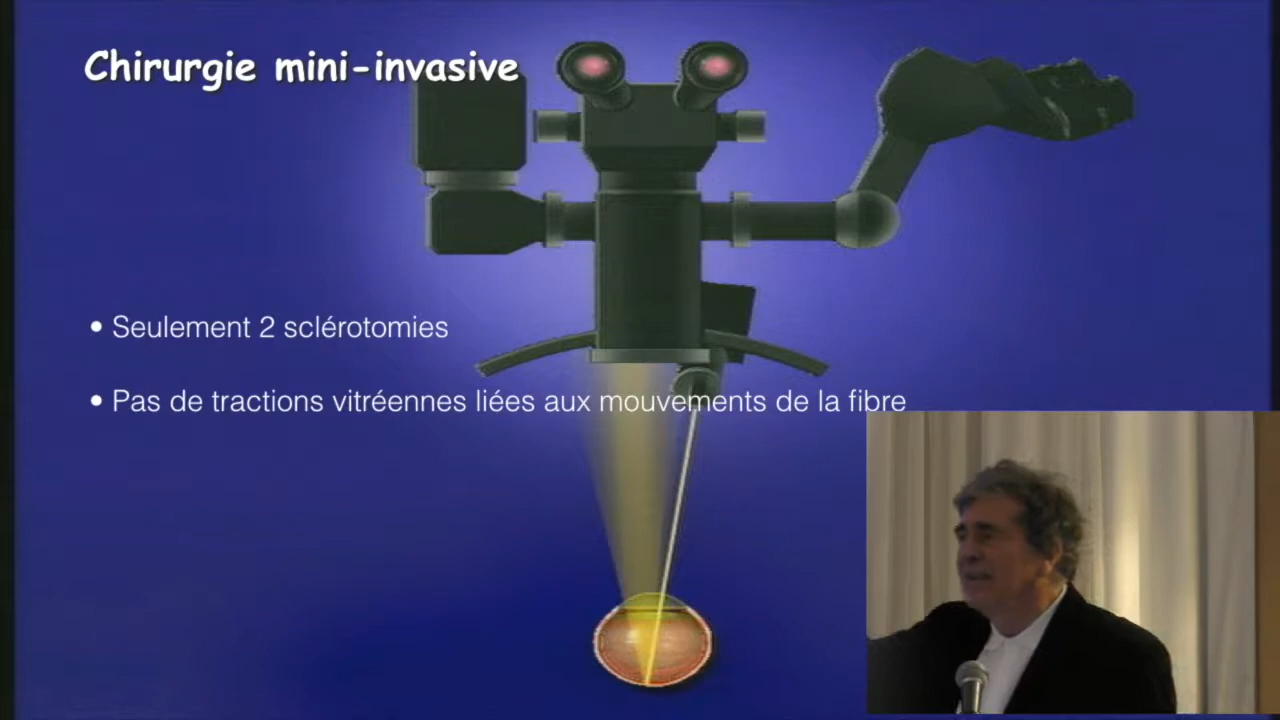 Chirurgie mini-invasive
• Seulement 2 sclérotomies
• Pas de tractions vitréennes liées aux mouvements de la fibre